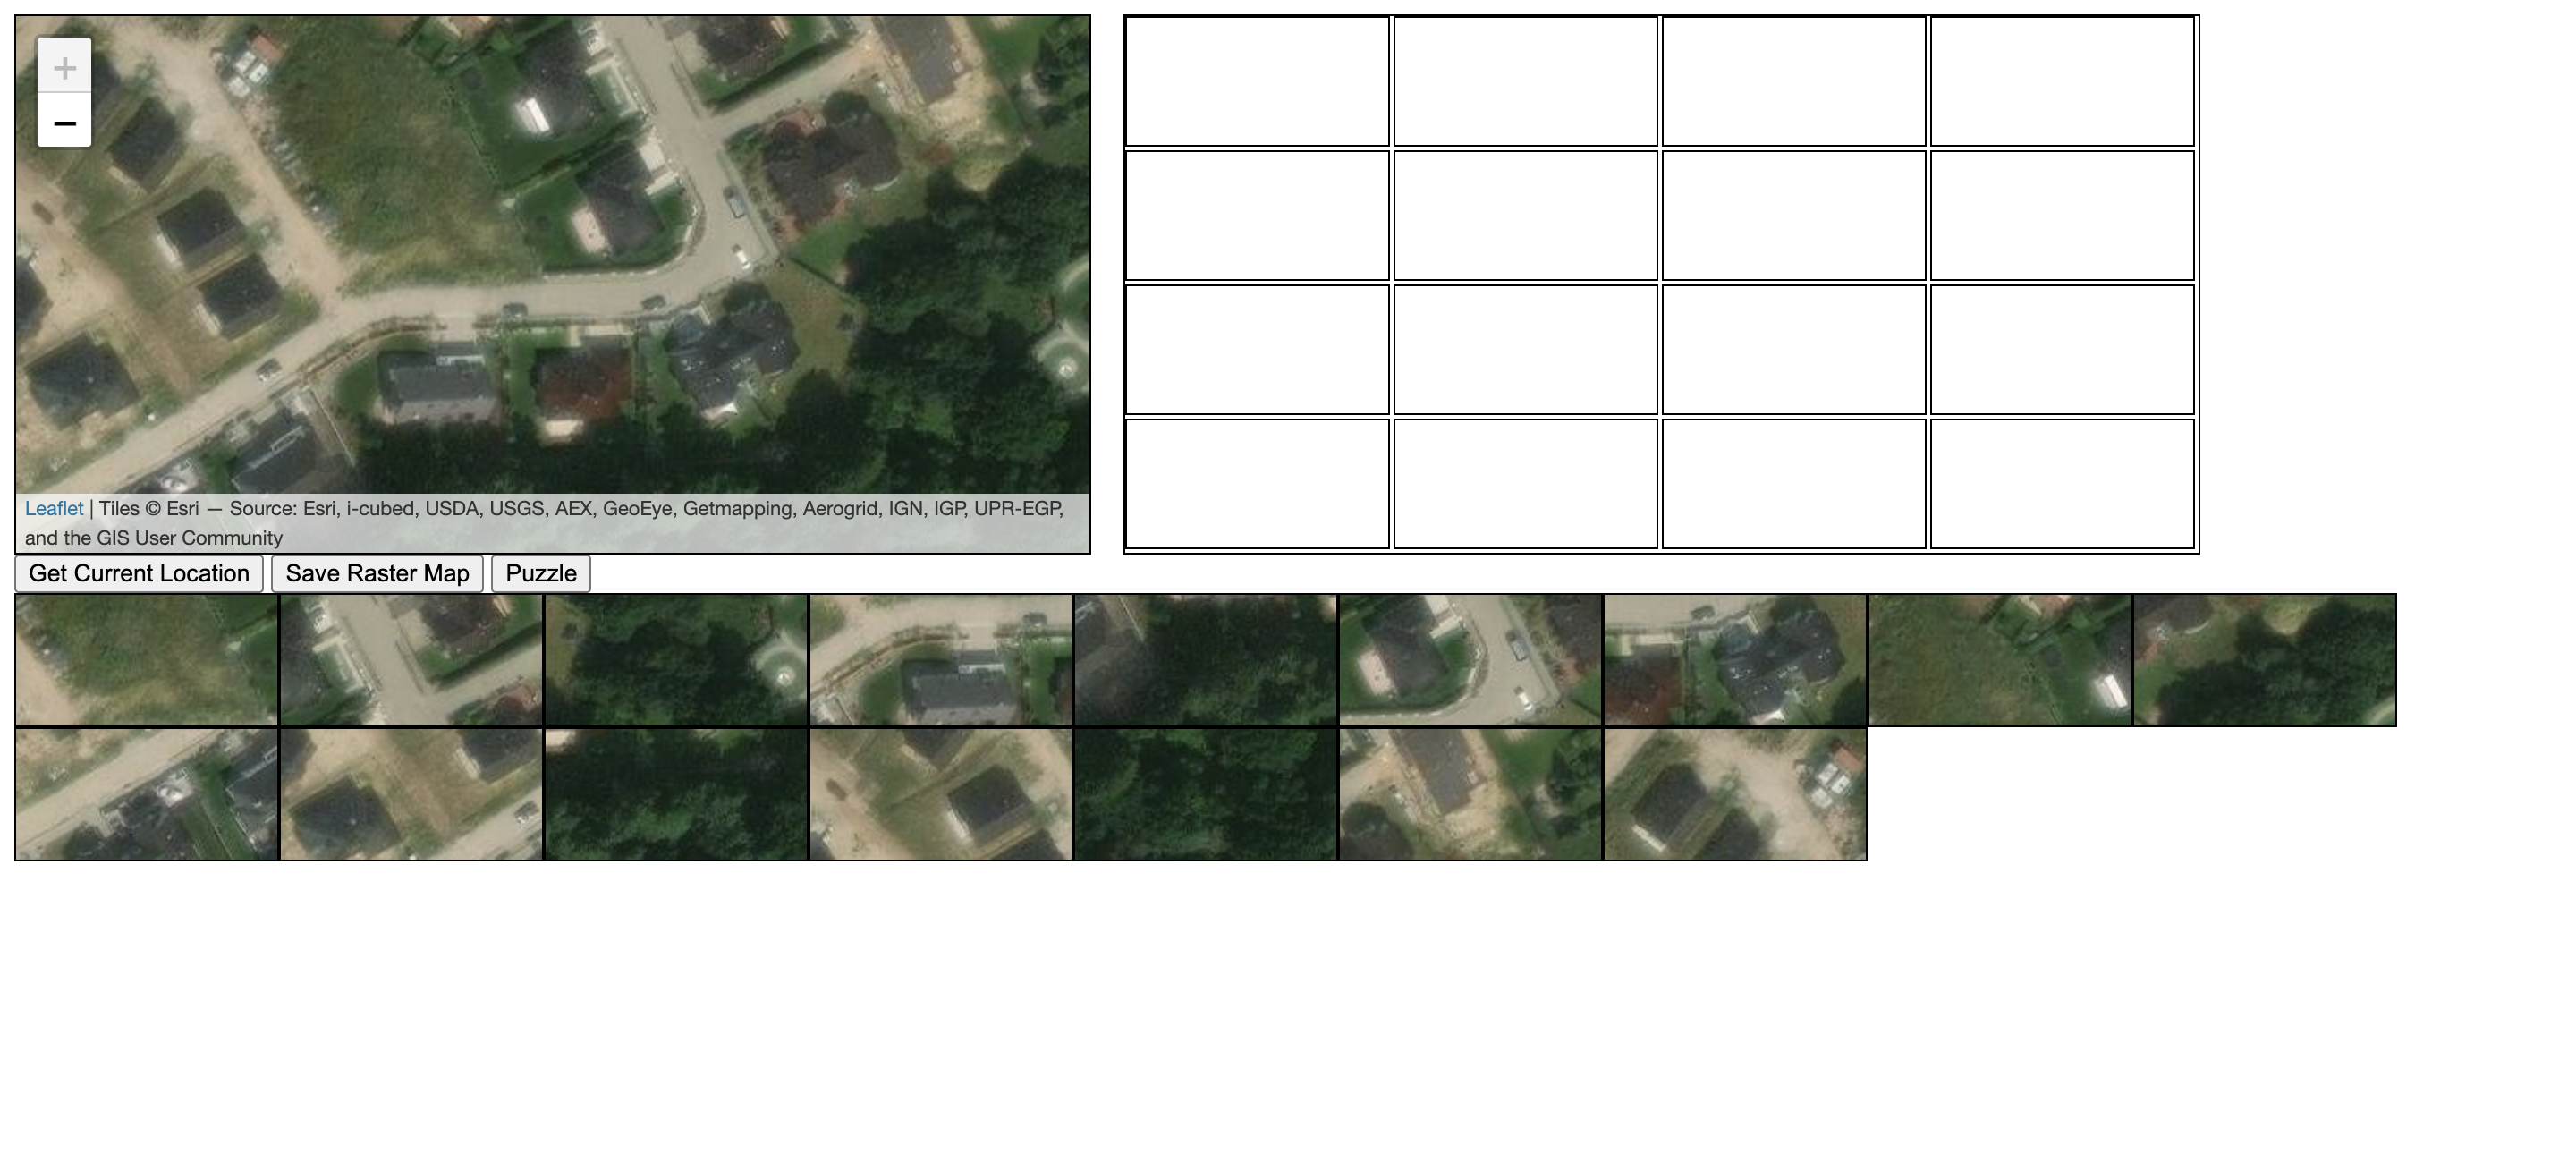 +
−
Leaflet | Tiles © Esri — Source: Esri, i-cubed, USDA, USGS, AEX, GeoEye, Getmapping, Aerogrid, IGN, IGP, UPR-EGP,
and the GIS User Community
Get Current Location Save Raster Map Puzzle